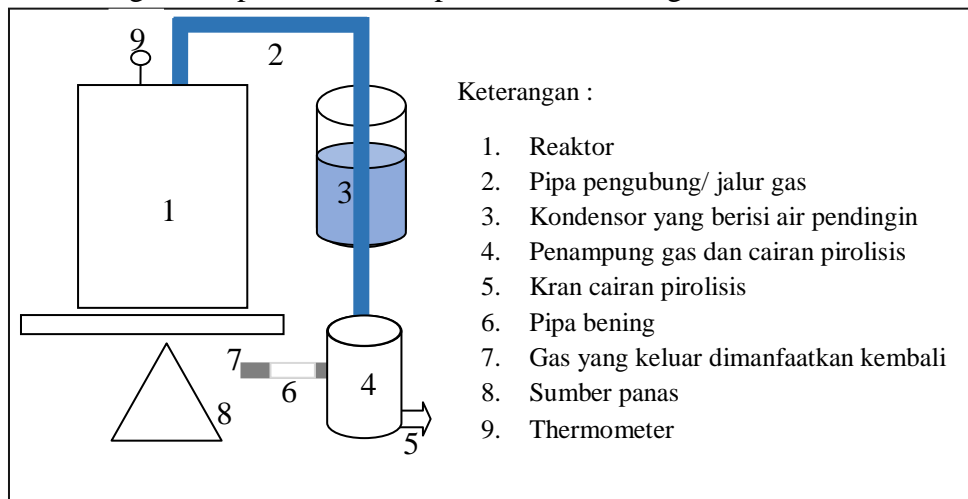 9
2
1
3
7
6
4
8
5
Keterangan :
1. Reaktor
2. Pipa pengubung/ jalur gas
3. Kondensor yang berisi air pendingin
4. Penampung gas dan cairan pirolisis
5. Kran cairan pirolisis
6. Pipa bening
7. Gas yang keluar dimanfaatkan kembali
8. Sumber panas
9. Thermometer